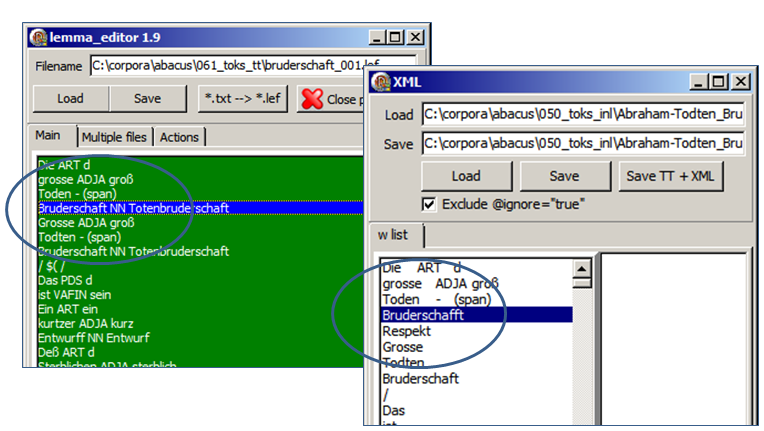 lemma_editor 1.9
Filename C:\corpora\abacus\061_toks_tt\bruderschaft_001.lef
Load Save *.txt --> *.lef Close p
Main Multiple files Actions
Die ART d
grosse ADJA groß
Toden - (span)
Bruderschaft NN Totenbruderschaft
Grosse ADJA groß
Todten - (span)
Bruderschaft NN Totenbruderschaft
/ $( /
Das PDS d
ist VAFIN sein
Ein ART ein
kurtzer ADJA kurz
Entwurff NN Entwurf
Deß ART d
Sterblichen ADJA sterblich
XML
Load C:\corpora\abacus\050_toks_inl\Abraham-Todten_Bru
Save C:\corpora\abacus\050_toks_inl\Abraham-Todten_Bru
Load Save Save TT + XML
Exclude @ignore="true"
w list
Die ART d
grosse ADJA groß
Toden - (span)
Bruderschafft
Respekt
Grosse
Todten
Bruderschaft
/
Das
ist